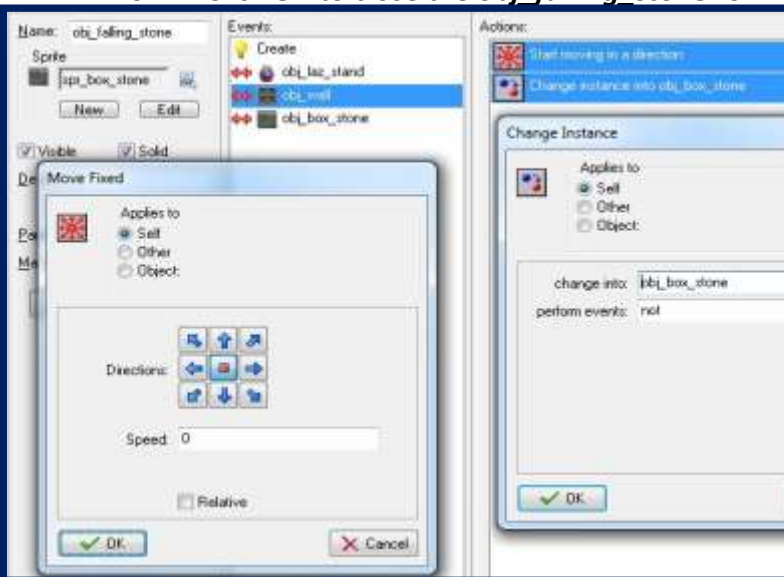 Name: obj_falling_stone
Sprite
spr_box_stone
New Edit
Visible Solid
Events:
Create
obj_laz_stand
obj_wall
obj_box_stone
Actions:
Start moving in a direction
Change instance into obj_box_stone
Move Fixed
Applies to
Self
Other
Object:
Directions:
Speed: 0
Relative
OK Cancel
Change Instance
Applies to
Self
Other
Object:
change into: obj_box_stone
perform events: not
OK